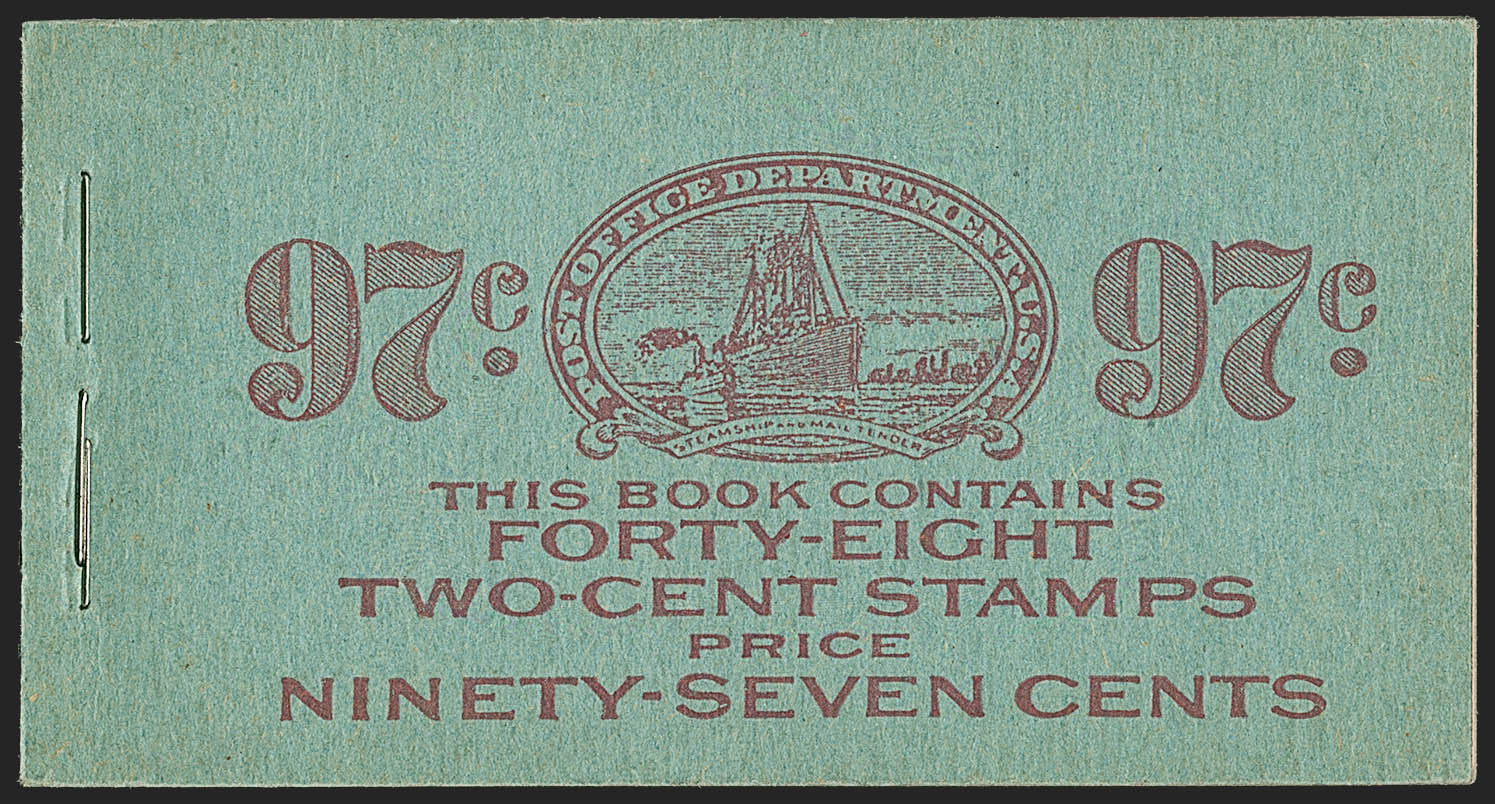 POST OFFICE DEPARTMENT. U.S.A.
97c. 97c.
STEAMSHIP AND MAIL TENDER
THIS BOOK CONTAINS
FORTY-EIGHT
TWO-CENT STAMPS
PRICE
NINETY-SEVEN CENTS